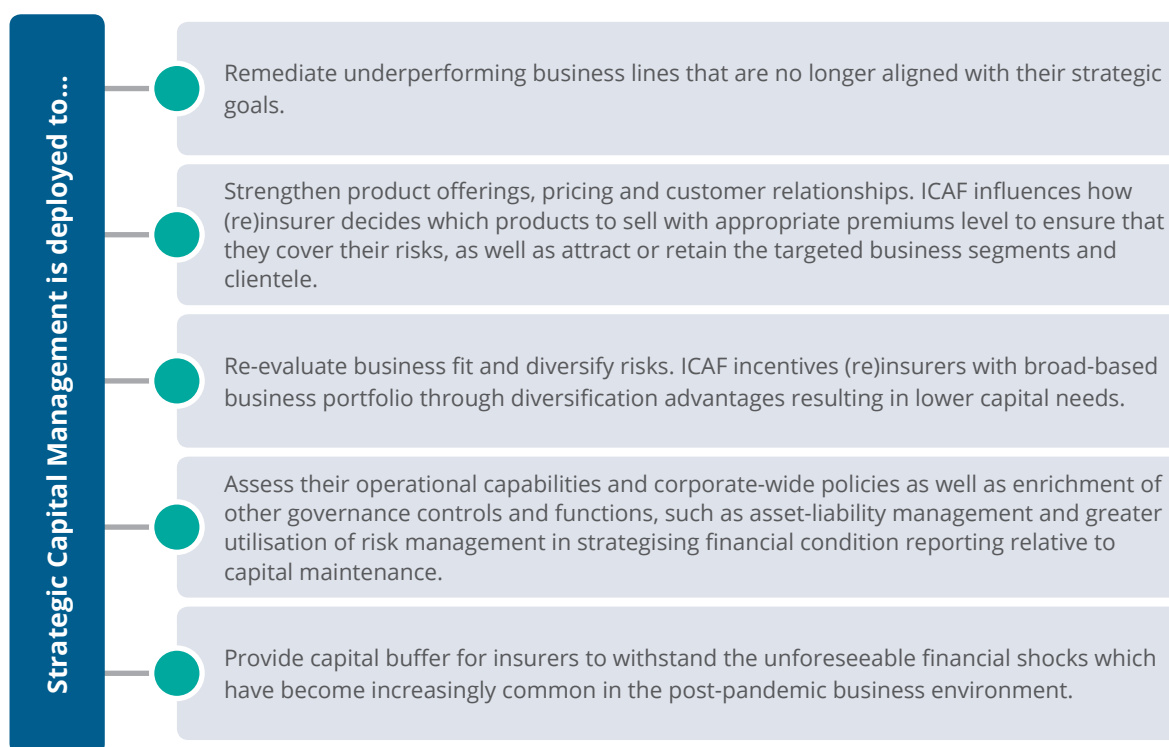 Strategic Capital Management is deployed to...
Remediate underperforming business lines that are no longer aligned with their strategic
goals.
Strengthen product offerings, pricing and customer relationships. ICAF influences how
(re)insurer decides which products to sell with appropriate premiums level to ensure that
they cover their risks, as well as attract or retain the targeted business segments and
clientele.
Re-evaluate business fit and diversify risks. ICAF incentives (re)insurers with broad-based
business portfolio through diversification advantages resulting in lower capital needs.
Assess their operational capabilities and corporate-wide policies as well as enrichment of
other governance controls and functions, such as asset-liability management and greater
utilisation of risk management in strategising financial condition reporting relative to
capital maintenance.
Provide capital buffer for insurers to withstand the unforeseeable financial shocks which
have become increasingly common in the post-pandemic business environment.